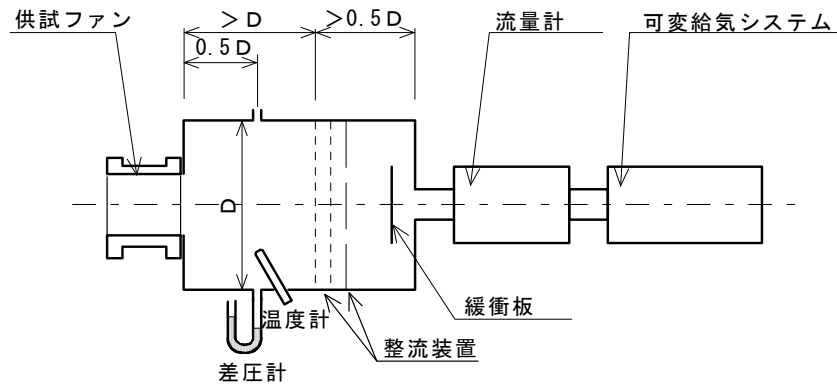 供試ファン
>D
>0.5D
流量計
可変給気システム
0.5D
D
温度計
緩衝板
整流装置
差圧計